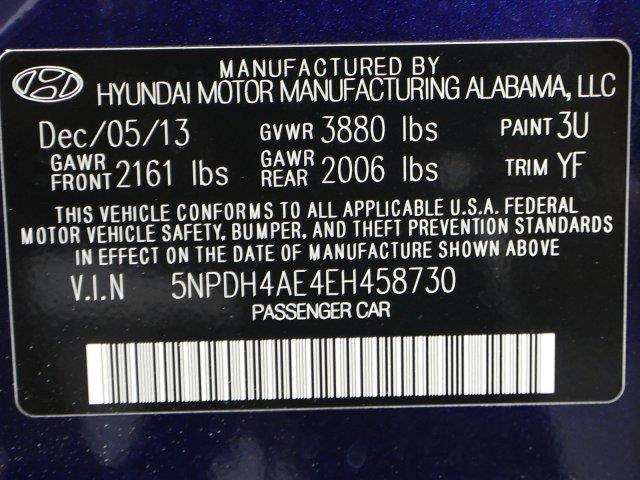 MANUFACTURED BY
HYUNDAI MOTOR MANUFACTURING ALABAMA, LLC
Dec/05/13 GVWR 3880 lbs PAINT 3U
GAWR FRONT 2161 lbs GAWR REAR 2006 lbs TRIM YF
THIS VEHICLE CONFORMS TO ALL APPLICABLE U.S.A. FEDERAL
MOTOR VEHICLE SAFETY, BUMPER, AND THEFT PREVENTION STANDARDS
IN EFFECT ON THE DATE OF MANUFACTURE SHOWN ABOVE
V.I.N 5NPDH4AE4EH458730
PASSENGER CAR